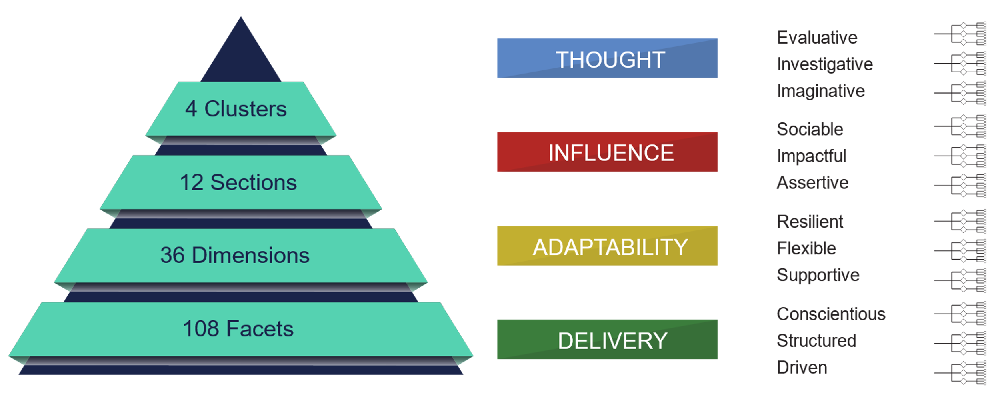 4 Clusters
12 Sections
36 Dimensions
108 Facets
THOUGHT
Evaluative
Investigative
Imaginative
INFLUENCE
Sociable
Impactful
Assertive
ADAPTABILITY
Resilient
Flexible
Supportive
DELIVERY
Conscientious
Structured
Driven